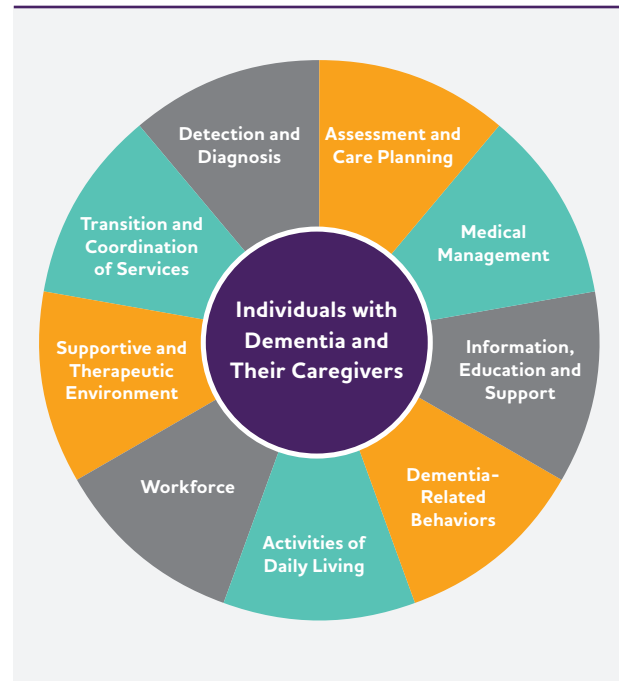 Detection and
Diagnosis
Assessment and
Care Planning
Medical
Management
Information,
Education and
Support
Dementia-
Related
Behaviors
Activities of
Daily Living
Workforce
Supportive and
Therapeutic
Environment
Transition and
Coordination
of Services
Individuals with
Dementia and
Their Caregivers